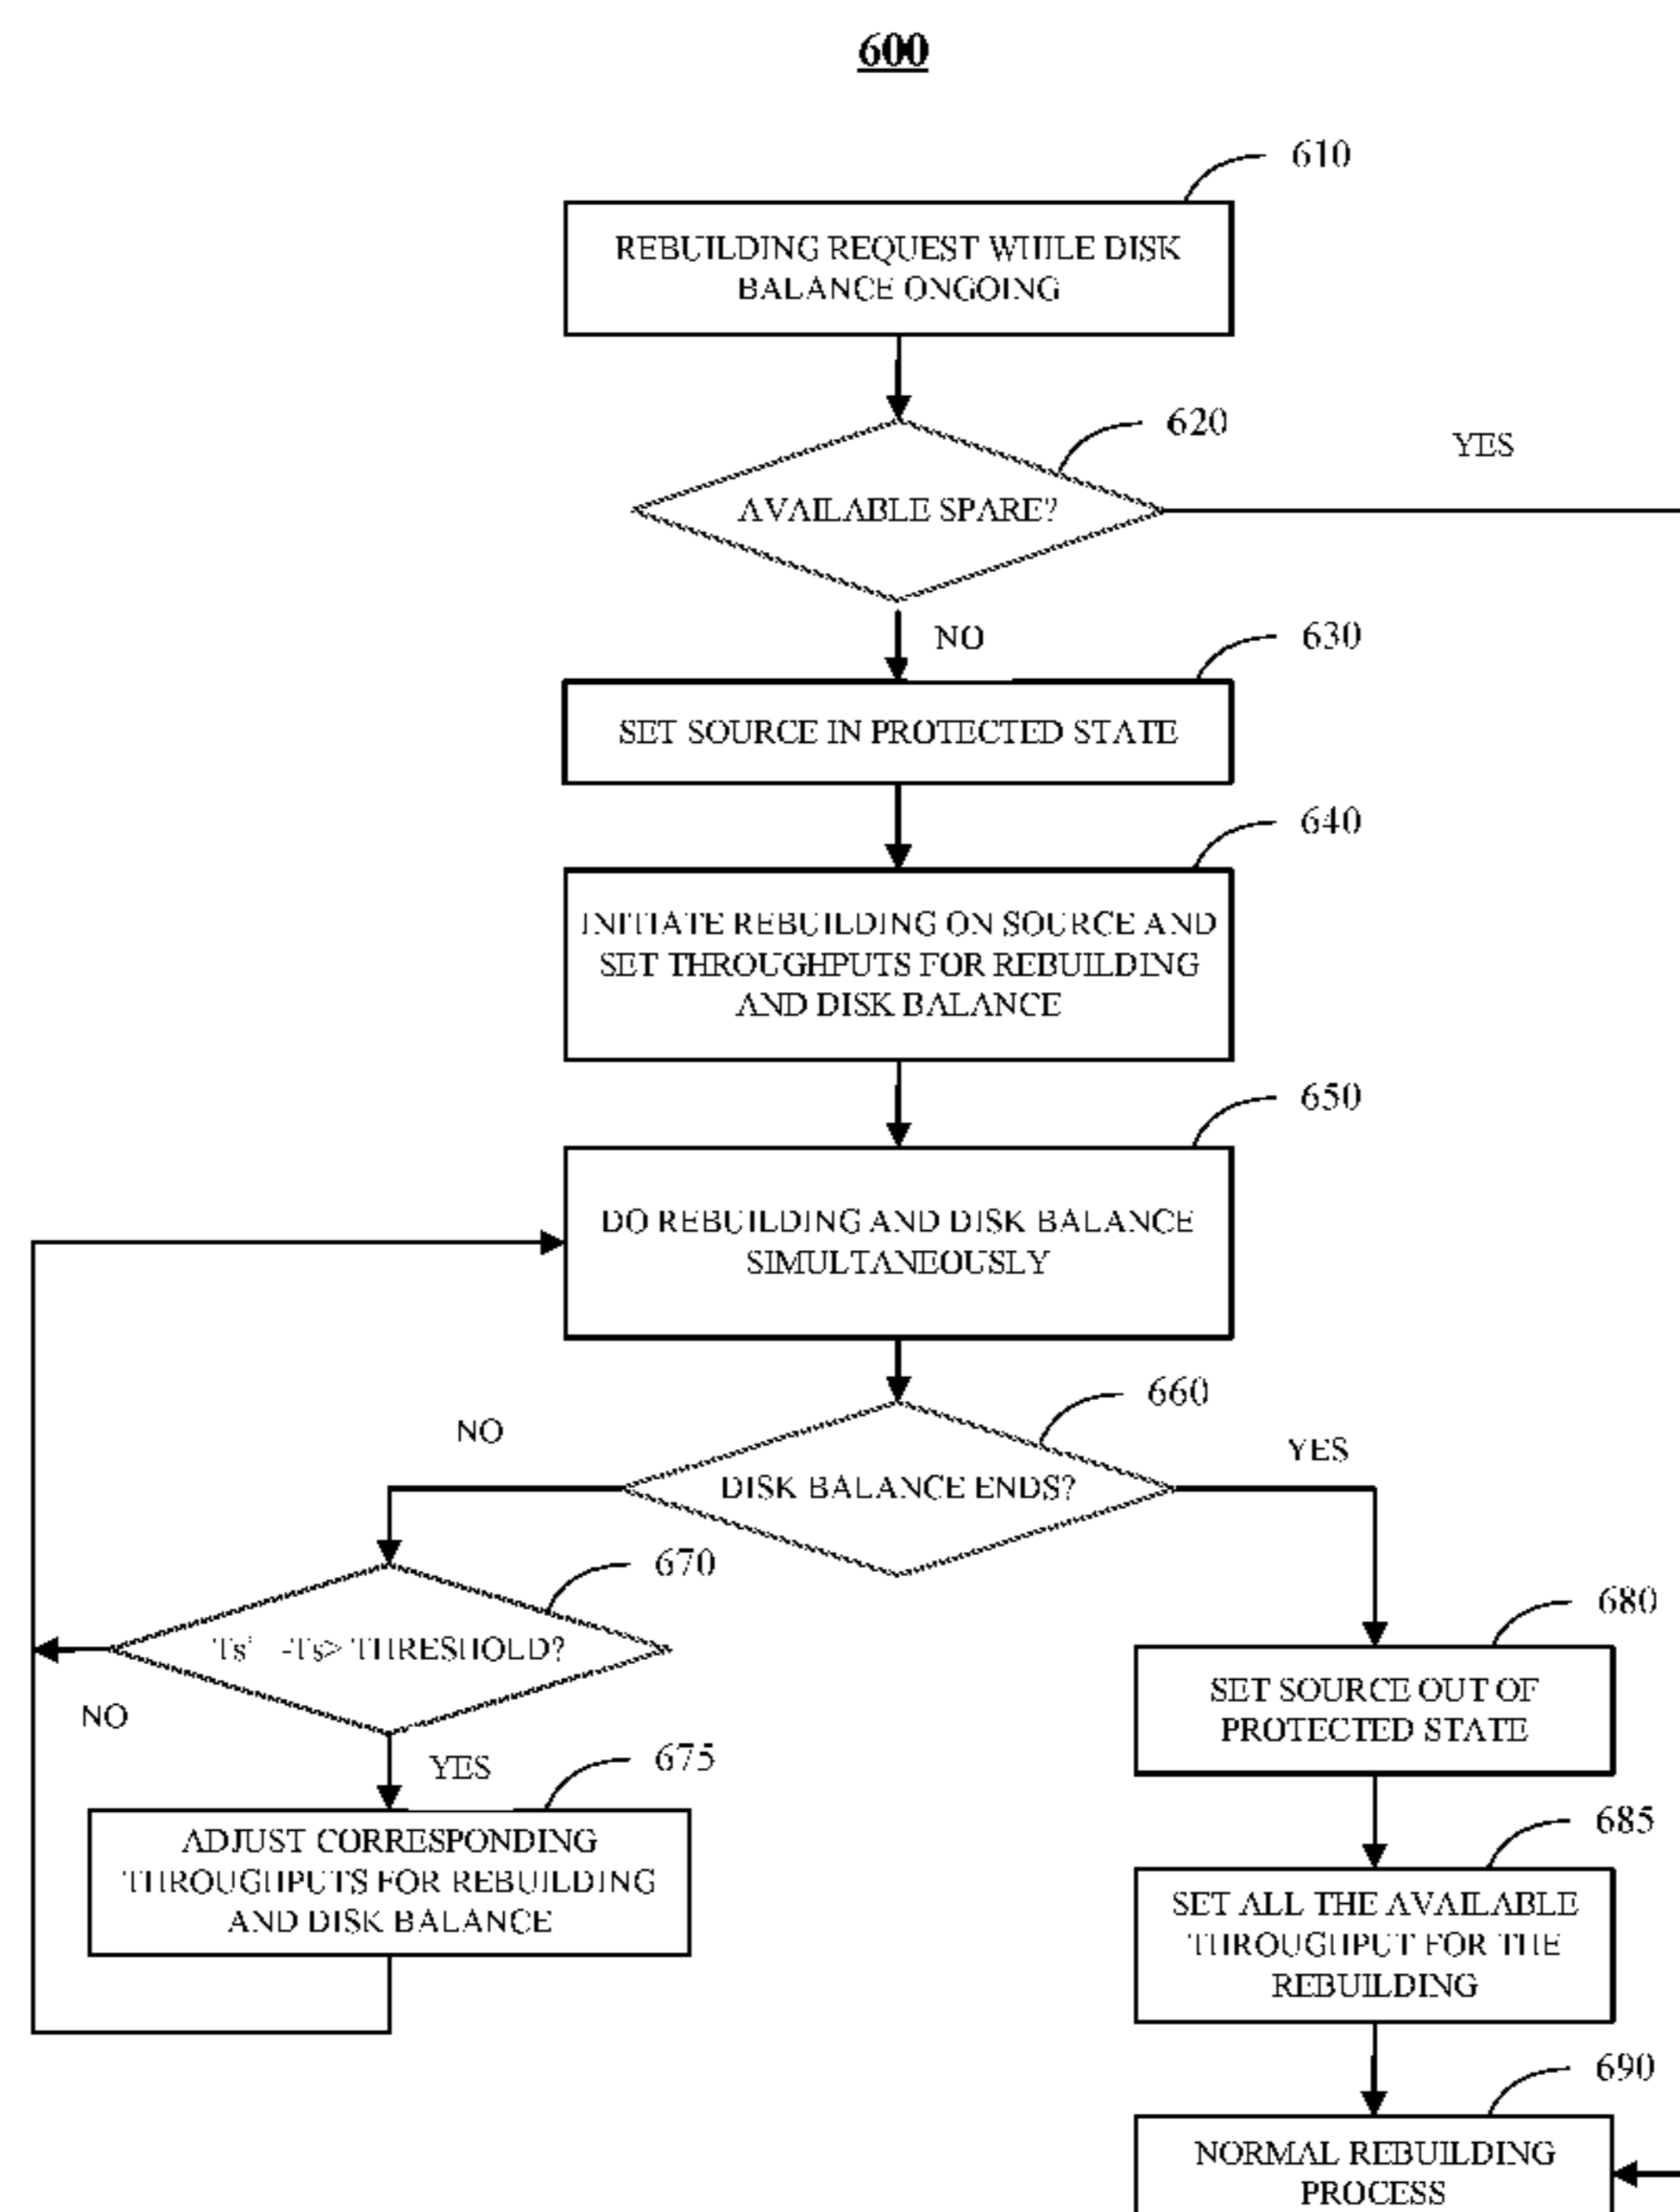 600
610
REBUILDING REQUEST WHILE DISK
BALANCE ONGOING
620
YES
AVAILABLE SPARE?
NO
630
SET SOURCE IN PROTECTED STATE
640
INITIATE REBUILDING ON SOURCE AND
SET THROUGHPUTS FOR REBUILDING
AND DISK BALANCE
650
DO REBUILDING AND DISK BALANCE
SIMULTANEOUSLY
660
NO
YES
DISK BALANCE ENDS?
670
Ts' -Ts> THRESHOLD?
NO
YES
675
ADJUST CORRESPONDING
THROUGHPUTS FOR REBUILDING
AND DISK BALANCE
680
SET SOURCE OUT OF
PROTECTED STATE
685
SET ALL THE AVAILABLE
THROUGHPUT FOR THE
REBUILDING
690
NORMAL REBUILDING
PROCESS